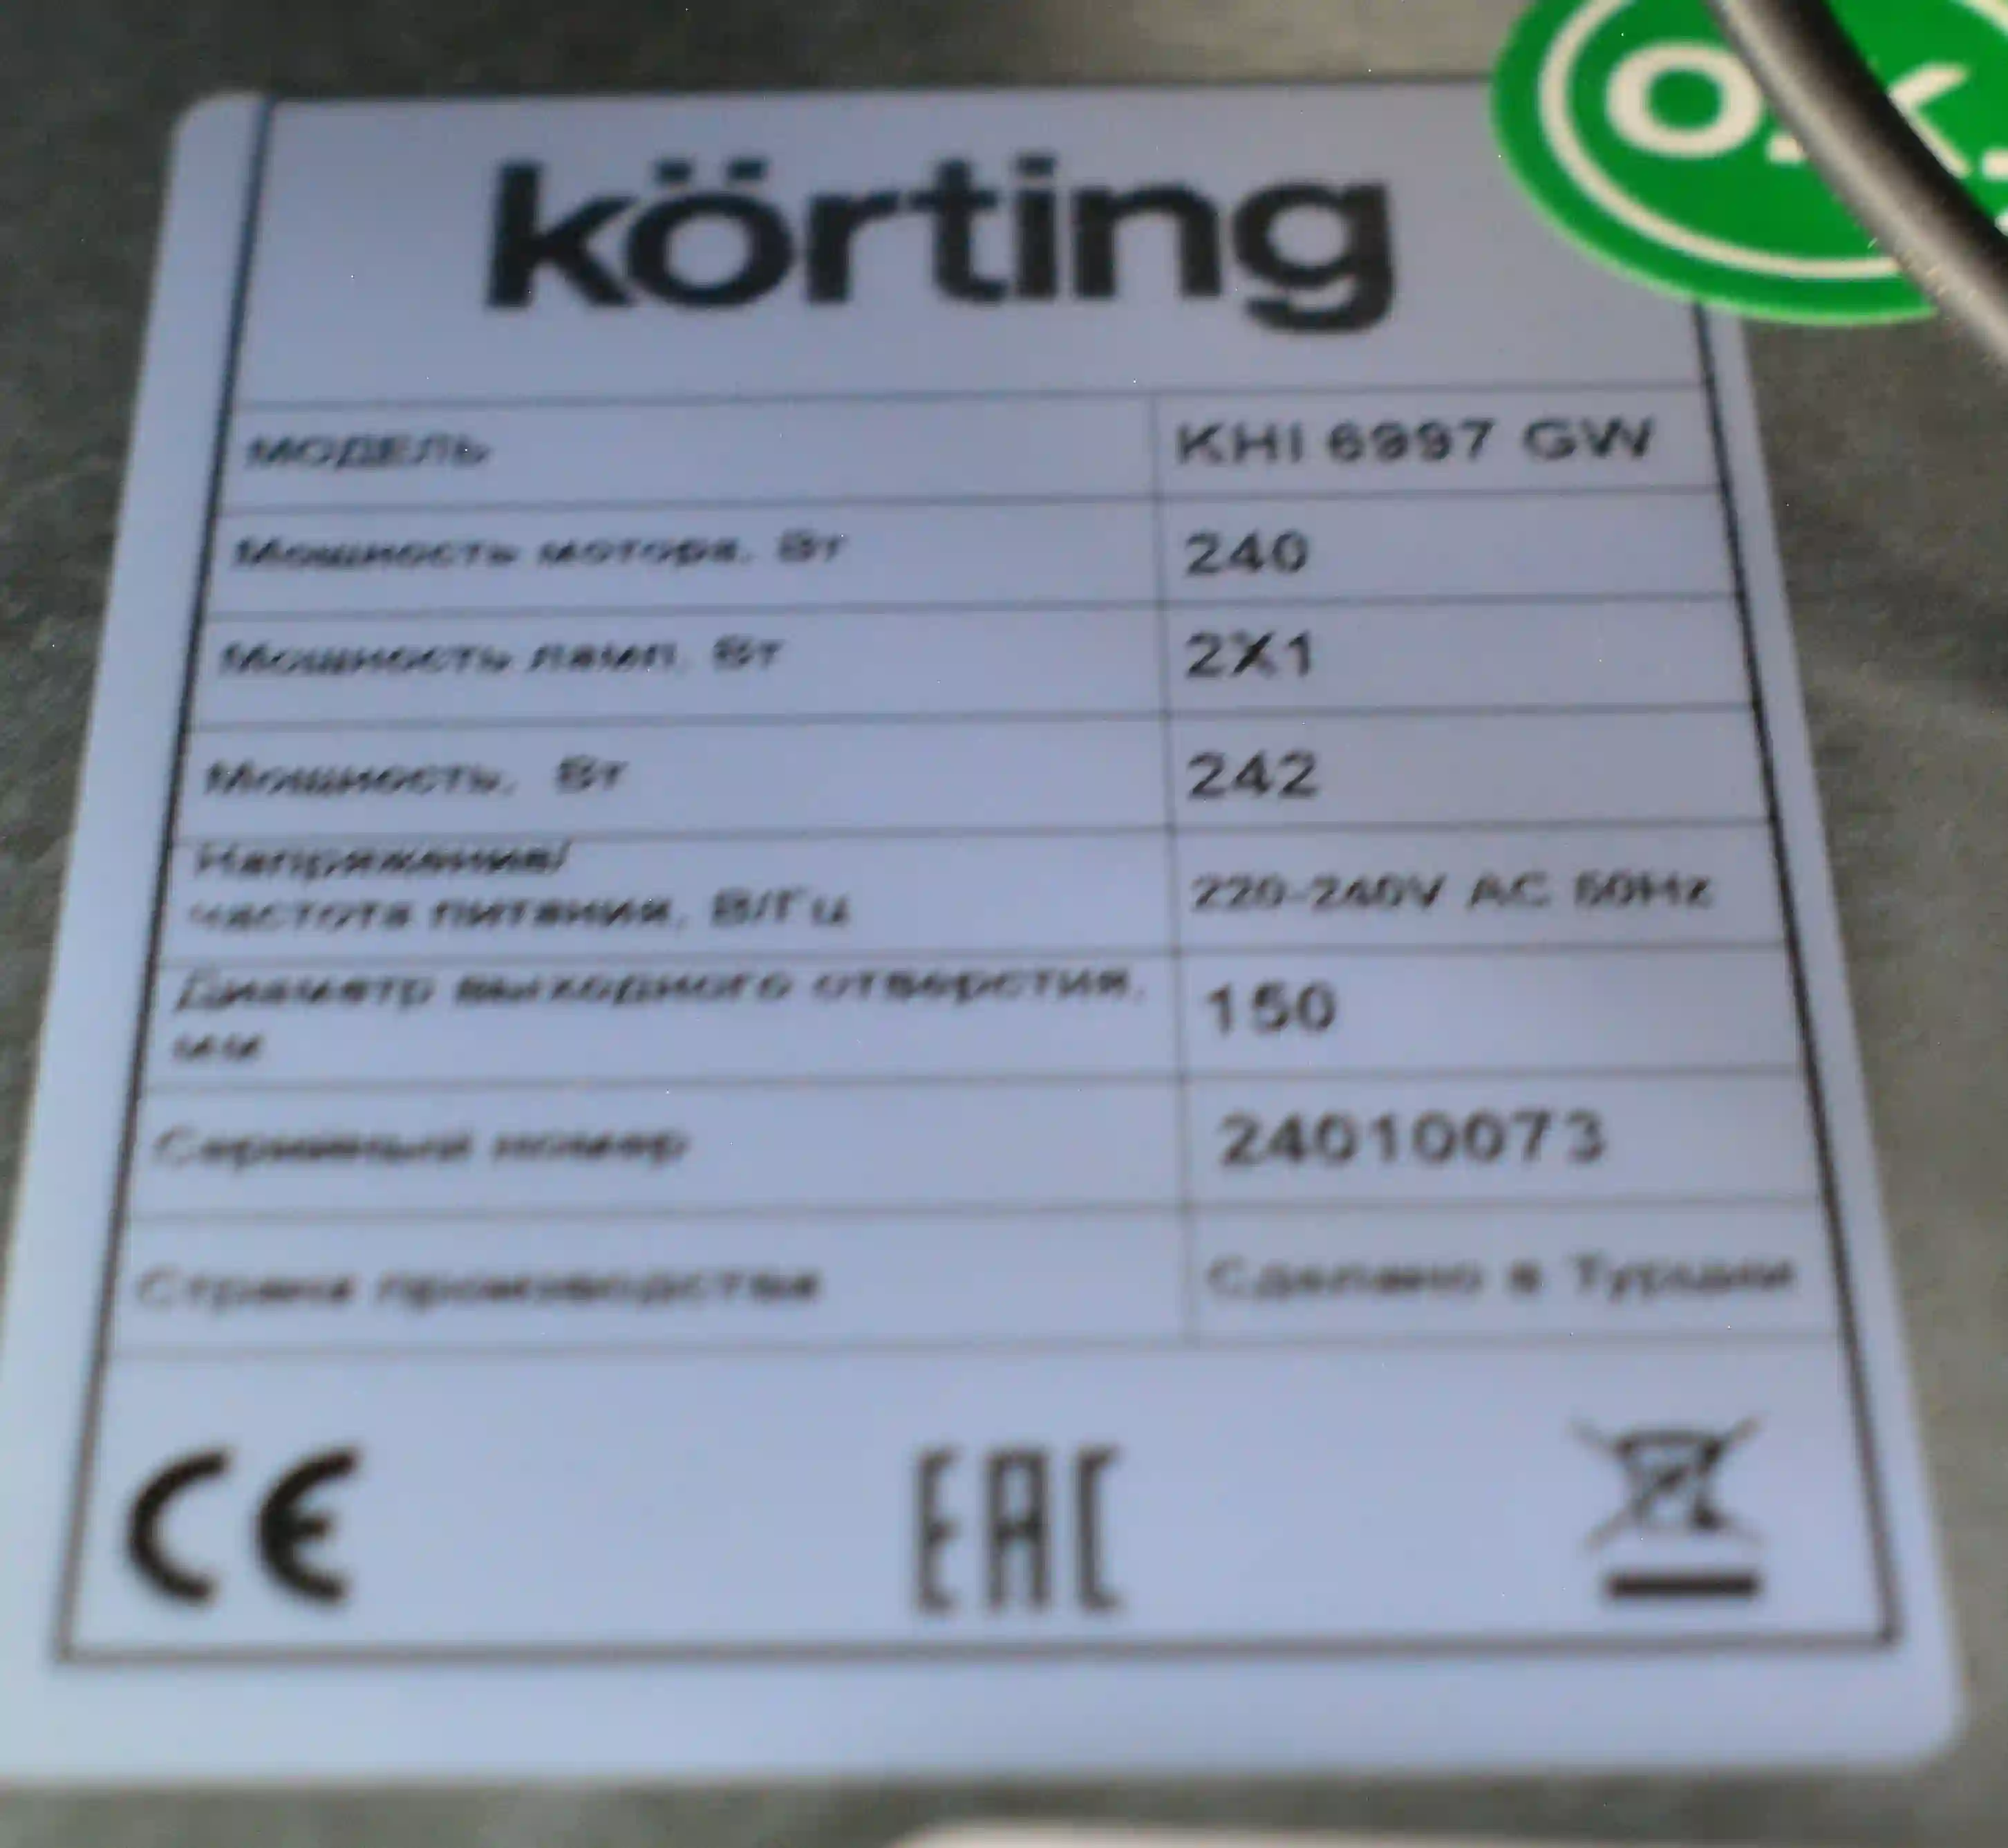 körting
O.K.
МОДЕЛЬ KHI 6997 GW
Мощность мотора, Вт 240
Мощность ламп, Вт 2X1
Мощность, Вт 242
Напряжение/
частота питания, В/Гц 220-240V AC 50Hz
Диаметр выходного отверстия,
мм 150
Серийный номер 24010073
Страна производства Сделано в Турции
CE EAC